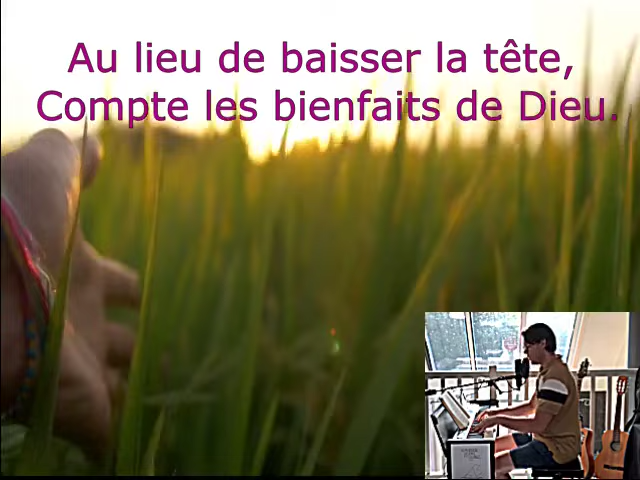 Au lieu de baisser la tête,
Compte les bienfaits de Dieu.